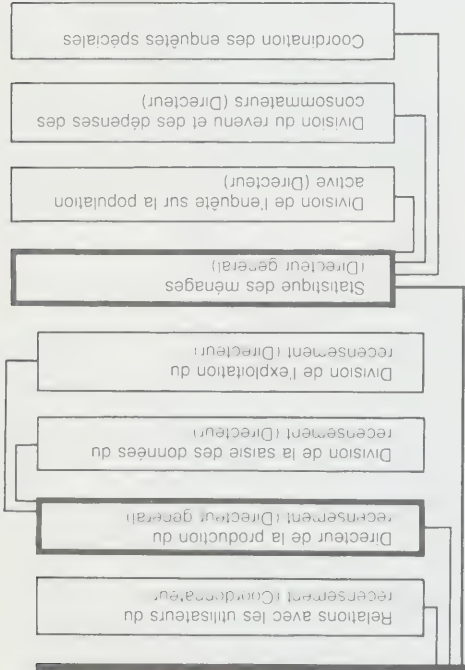 Relations avec les utilisateurs du
recensement (Coordonnateur
Directeur de la production du
recensement (Directeur général)
Division de la saisie des données du
recensement (Directeur)
Division de l'exploitation du
recensement (Directeur)
Statistique des ménages
(Directeur général)
Division de l'enquête sur la population
active (Directeur)
Division du revenu et des dépenses des
consommateurs (Directeur)
Coordination des enquêtes spéciales